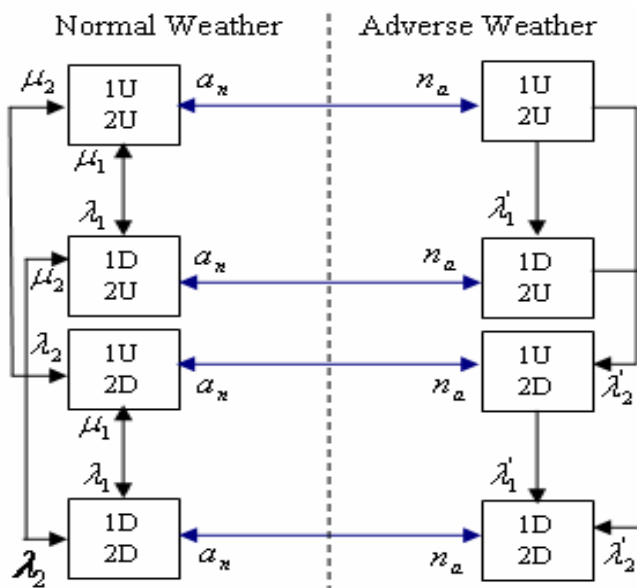 Normal Weather    Adverse Weather
μ₂ 1U aₙ nₐ 1U
2U 2U
μ₁
λ₁ λ'₁
1D aₙ nₐ 1D
μ₂ 2U 2U
λ₂ 1U 1U
2D aₙ nₐ 2D λ'₂
μ₁
λ₁ λ'₁
1D 1D
2D aₙ nₐ 2D λ'₂
λ₂